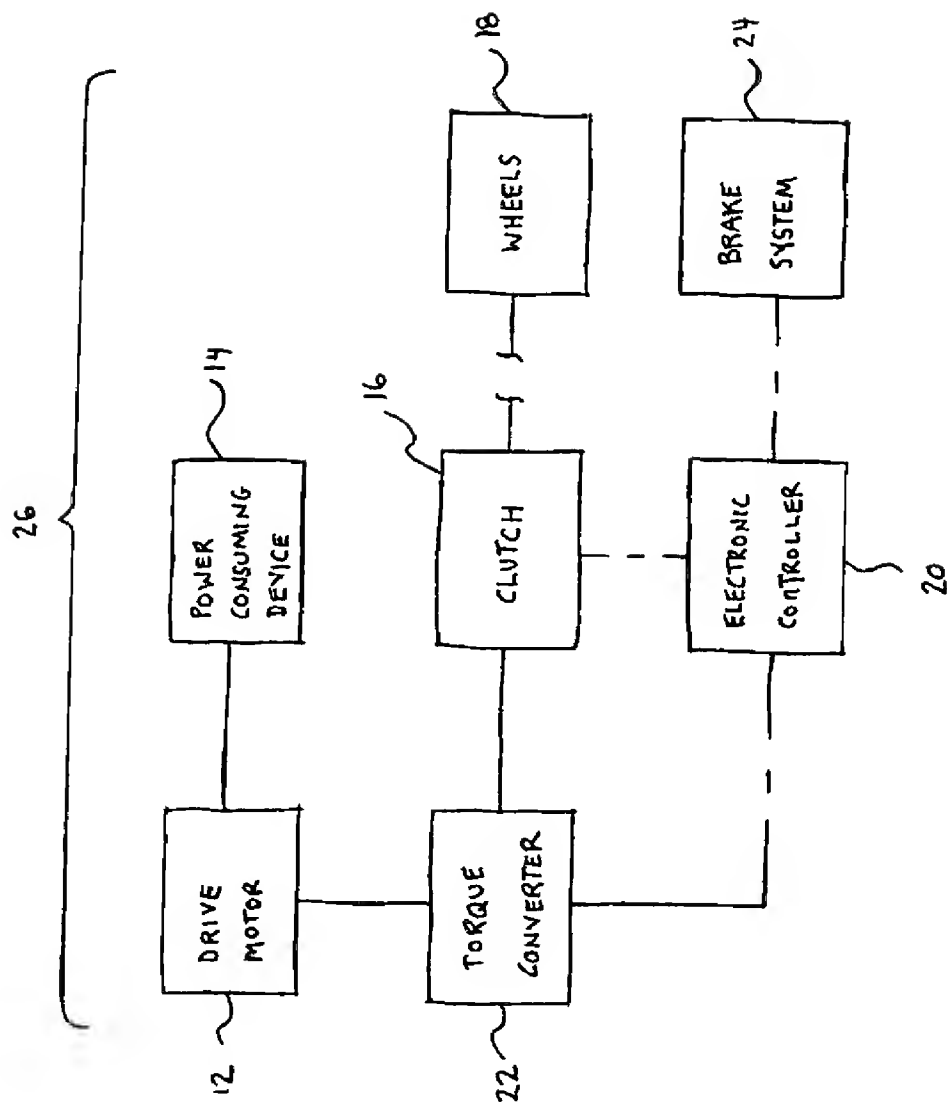 26
DRIVE
MOTOR
12
POWER
CONSUMING
DEVICE
14
TORQUE
CONVERTER
22
CLUTCH
16
WHEELS
18
ELECTRONIC
CONTROLLER
20
BRAKE
SYSTEM
24